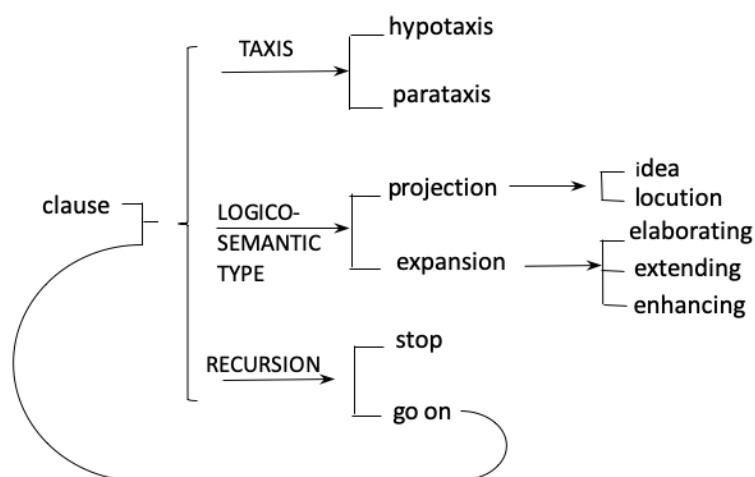 hypotaxis
TAXIS
parataxis
idea
projection
locution
clause
LOGICO-
SEMANTIC
TYPE
elaborating
expansion
extending
enhancing
stop
RECURSION
go on